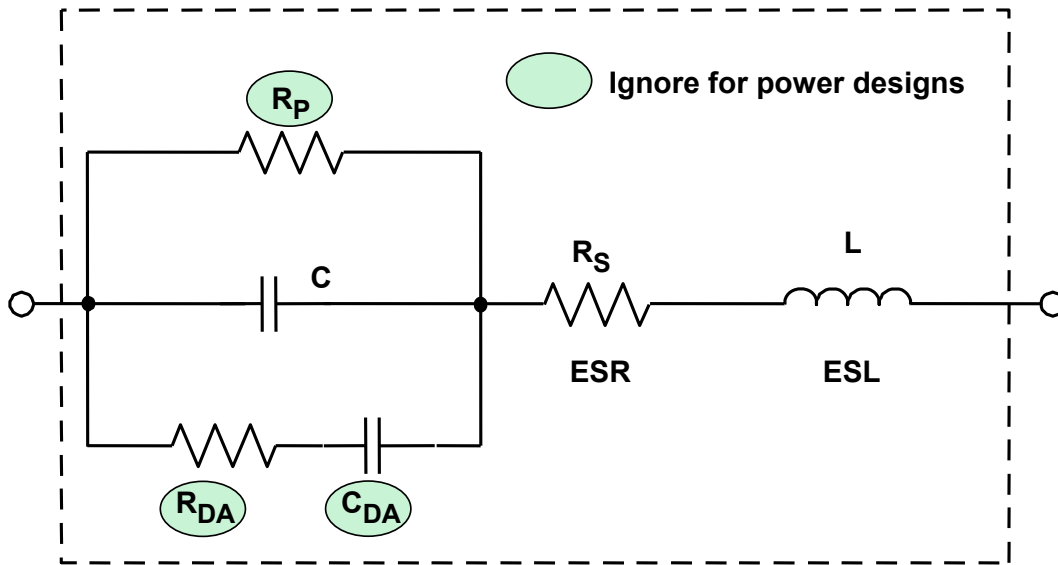 R_P
Ignore for power designs
C
R_S
L
ESR
ESL
R_DA
C_DA